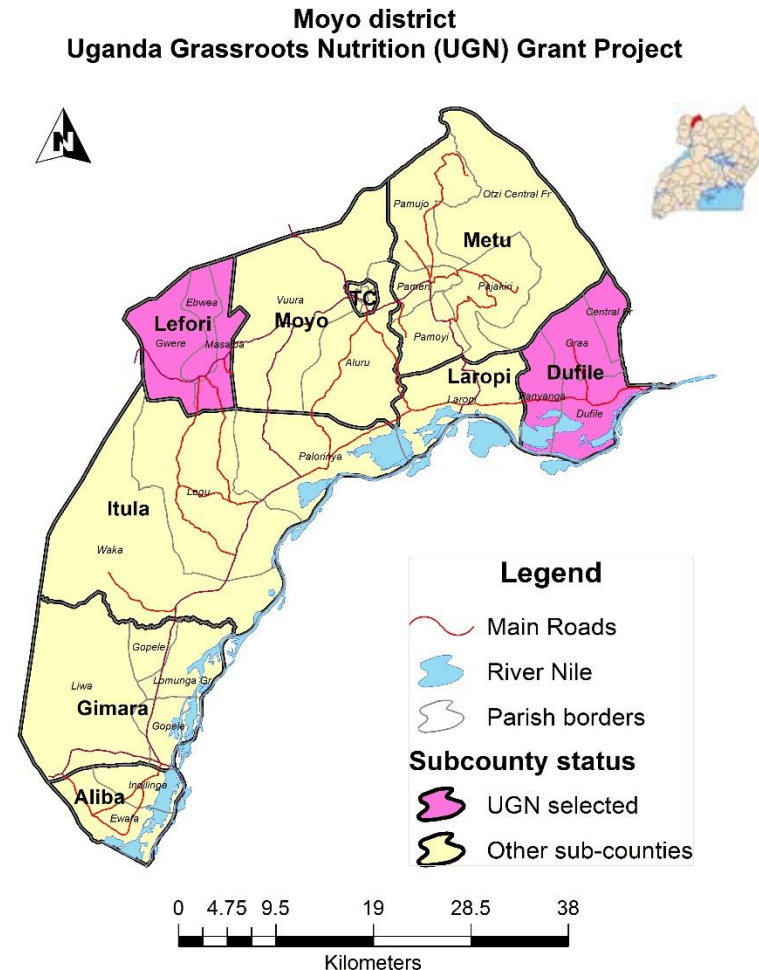 Moyo district
Uganda Grassroots Nutrition (UGN) Grant Project
N
Otzi Central Fr
Pamujo
Metu
Ebwea
Lefori
Gwere
Masaloa
Vuura
Moyo
TC
Pameri
Pajakiri
Central Fr
Pamoyi
Aluru
Laropi
Laropi
Graa
Dufile
Panyanga
Dufile
Palorinya
Legu
Itula
Waka
Gopele
Liwa
Lomunga Gr
Gimara
Gopele
Aliba
Indilinga
Ewafa
Legend
Main Roads
River Nile
Parish borders
Subcounty status
UGN selected
Other sub-counties
0 4.75 9.5 19 28.5 38
Kilometers